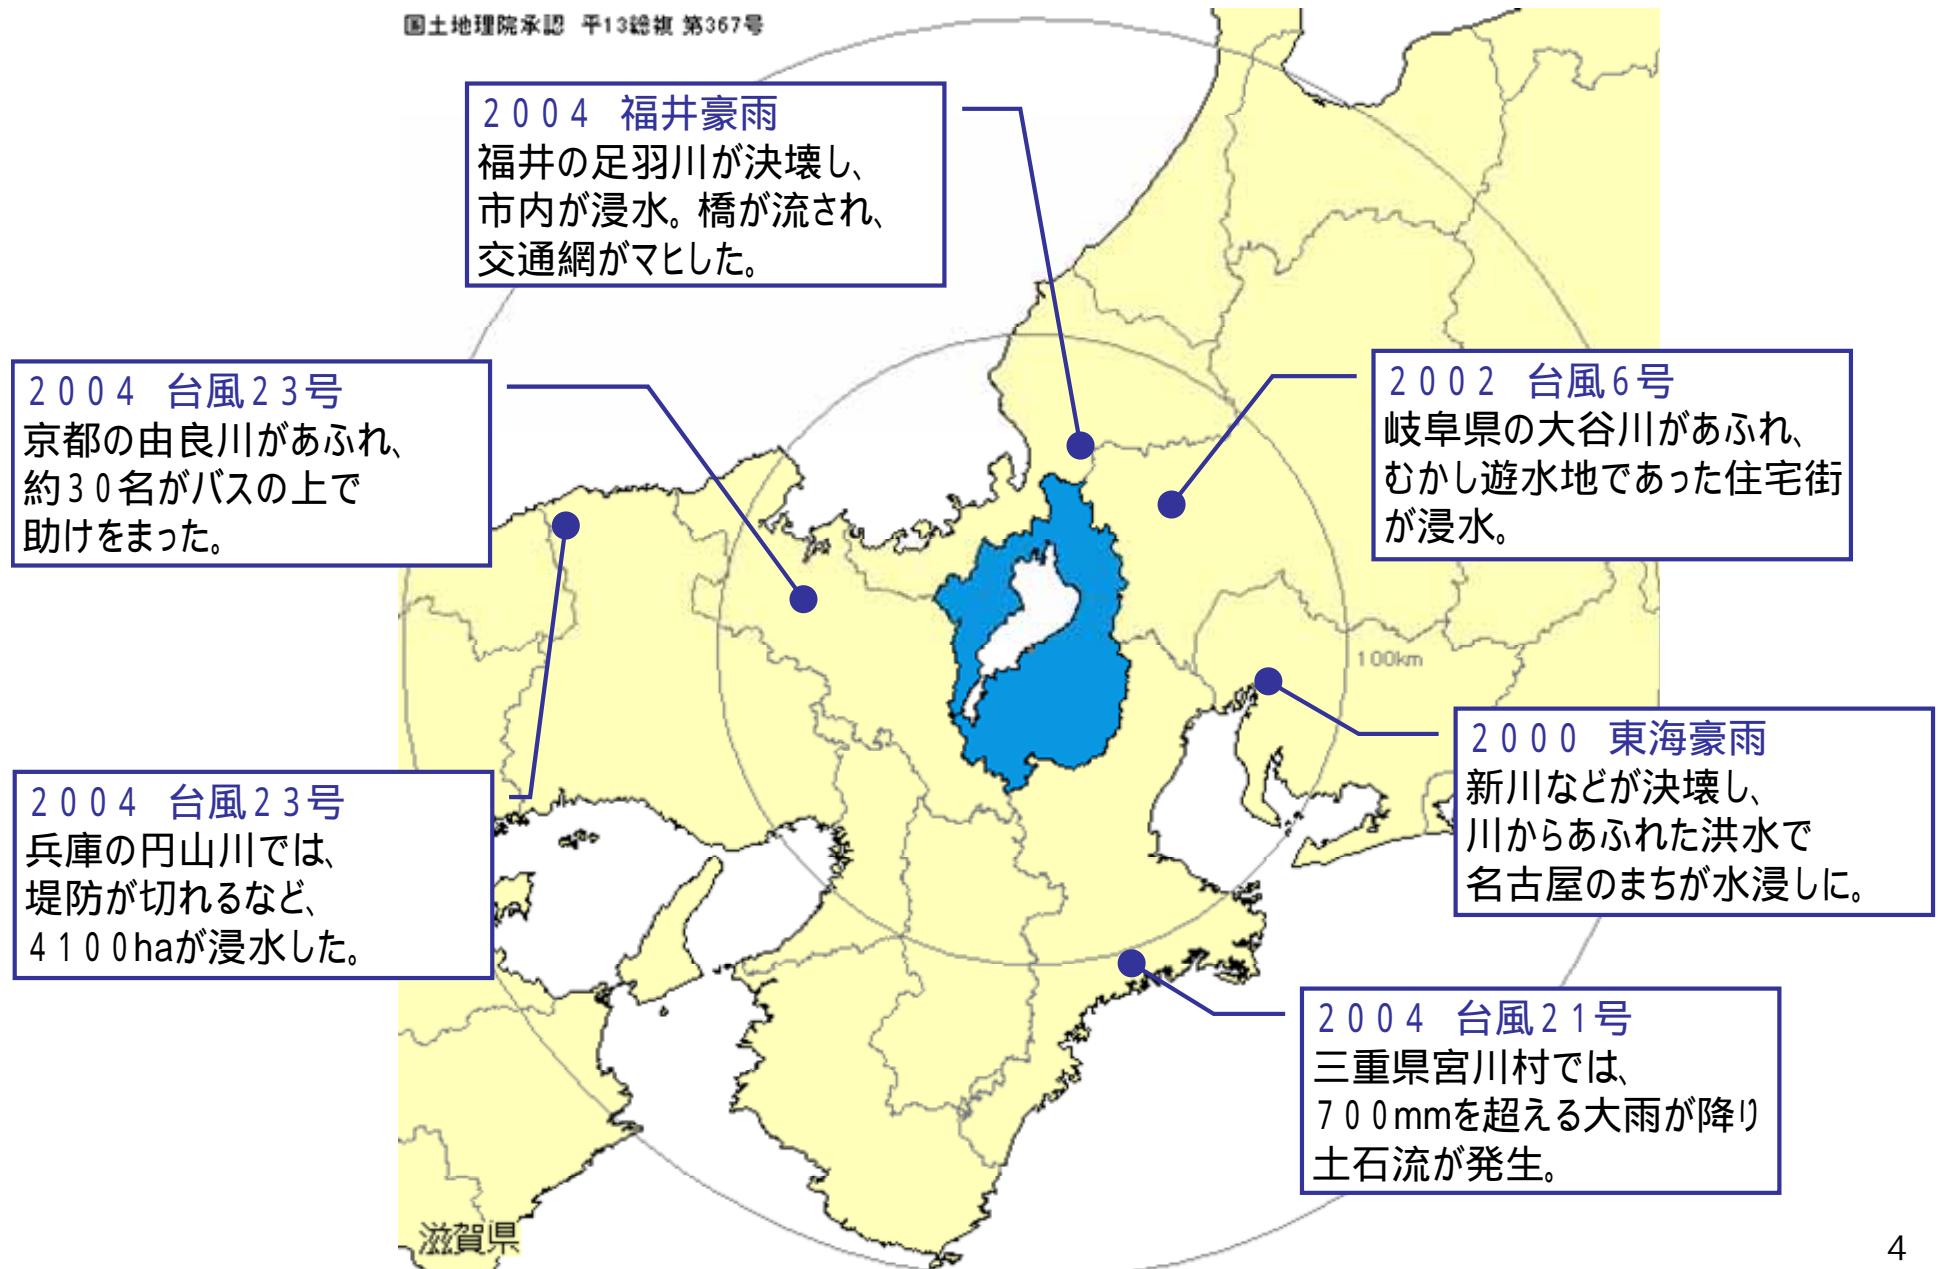 国土地理院承認 平13総複 第367号
2004 福井豪雨
福井の足羽川が決壊し、
市内が浸水。橋が流され、
交通網がマヒした。
2004 台風23号
京都の由良川があふれ、
約30名がバスの上で
助けをまった。
2002 台風6号
岐阜県の大谷川があふれ、
むかし遊水地であった住宅街
が浸水。
100km
2000 東海豪雨
新川などが決壊し、
川からあふれた洪水で
名古屋のまちが水浸しに。
2004 台風23号
兵庫の円山川では、
堤防が切れるなど、
4100haが浸水した。
2004 台風21号
三重県宮川村では、
700mmを超える大雨が降り
土石流が発生。
滋賀県
4